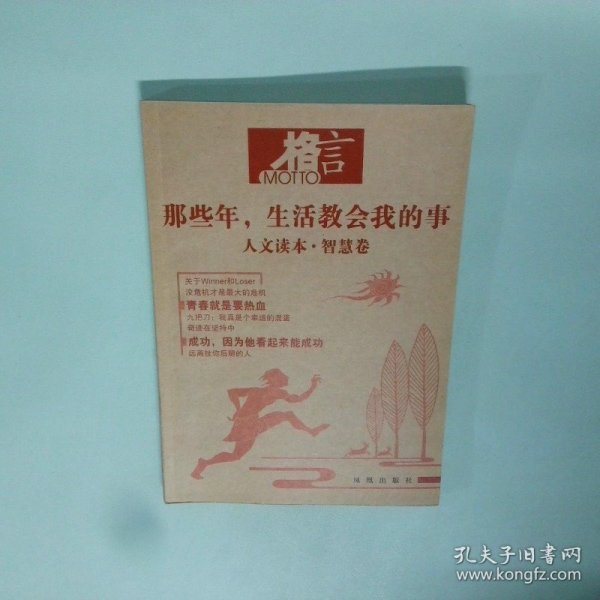 格言
MOTTO
那些年，生活教会我的事
人文读本·智慧卷
关于Winner和Loser
没危机才是最大的危机
青春就是要热血
九把刀：我真是个幸运的混蛋
奇迹在坚持中
成功，因为他看起来能成功
远离扯你后腿的人
凤凰出版社
孔夫子旧书网
www.kongfz.com